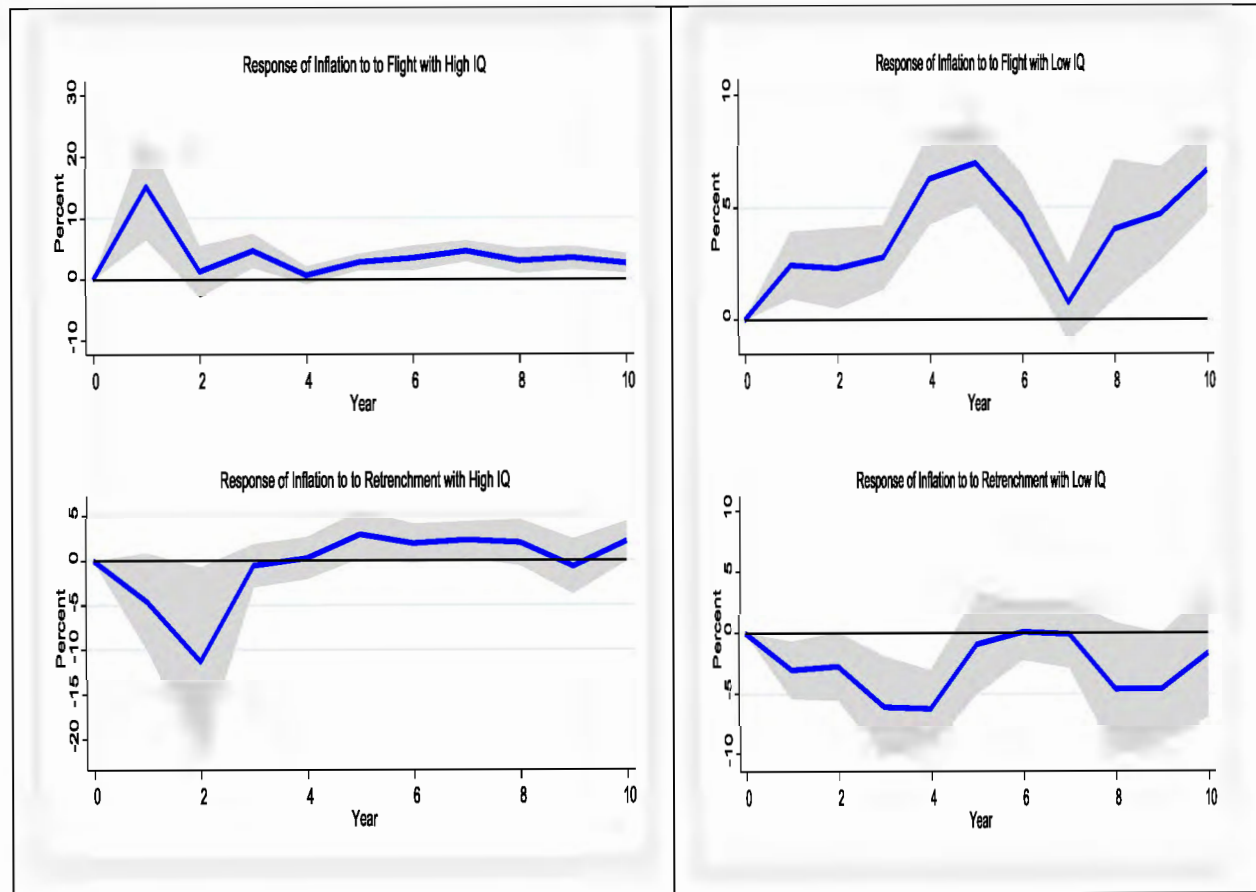 Response of Inflation to to Flight with High IQ
30
20
10
0
-10
Percent
0 2 4 6 8 10
Year
Response of Inflation to to Flight with Low IQ
10
5
0
Percent
0 2 4 6 8 10
Year
Response of Inflation to to Retrenchment with High IQ
5
0
-5
-10
-15
-20
Percent
0 2 4 6 8 10
Year
Response of Inflation to to Retrenchment with Low IQ
10
5
0
-5
-10
Percent
0 2 4 6 8 10
Year